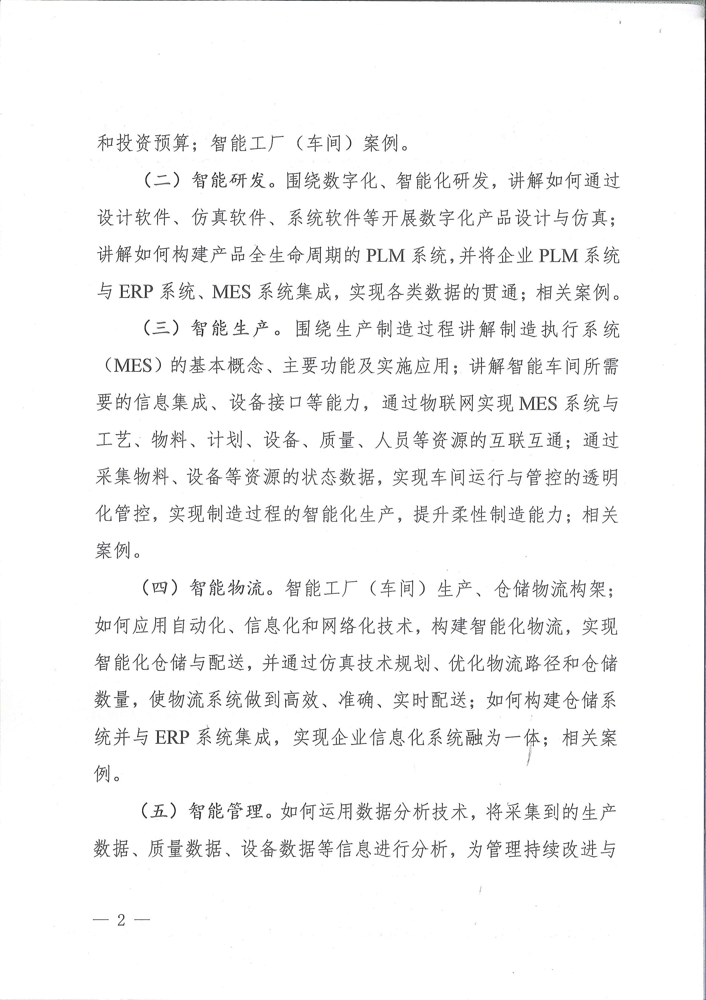 和投资预算；智能工厂（车间）案例。
（二）智能研发。围绕数字化、智能化研发，讲解如何通过
设计软件、仿真软件、系统软件等开展数字化产品设计与仿真；
讲解如何构建产品全生命周期的 PLM 系统，并将企业 PLM 系统
与 ERP 系统、MES 系统集成，实现各类数据的贯通；相关案例。
（三）智能生产。围绕生产制造过程讲解制造执行系统
（MES）的基本概念、主要功能及实施应用；讲解智能车间所需
要的信息集成、设备接口等能力，通过物联网实现 MES 系统与
工艺、物料、计划、设备、质量、人员等资源的互联互通；通过
采集物料、设备等资源的状态数据，实现车间运行与管控的透明
化管控，实现制造过程的智能化生产，提升柔性制造能力；相关
案例。
（四）智能物流。智能工厂（车间）生产、仓储物流构架；
如何应用自动化、信息化和网络化技术，构建智能化物流，实现
智能化仓储与配送，并通过仿真技术规划、优化物流路径和仓储
数量，使物流系统做到高效、准确、实时配送；如何构建仓储系
统并与 ERP 系统集成，实现企业信息化系统融为一体；相关案
例。
（五）智能管理。如何运用数据分析技术，将采集到的生产
数据、质量数据、设备数据等信息进行分析，为管理持续改进与
— 2 —